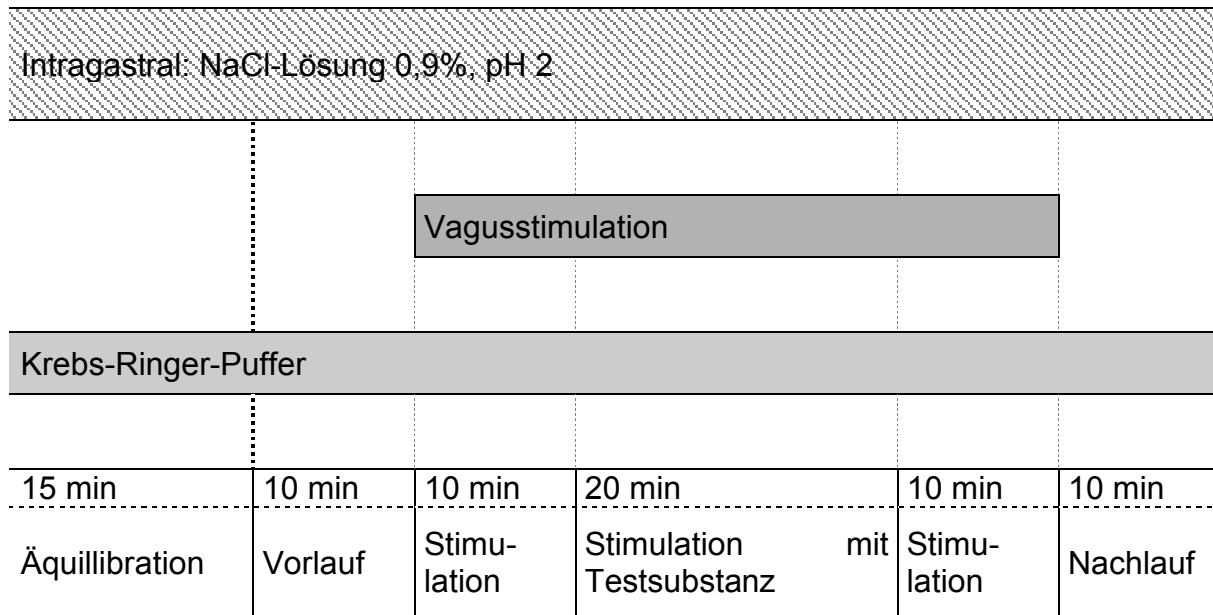 Intragastral: NaCl-Lösung 0,9%, pH 2
Vagusstimulation
Krebs-Ringer-Puffer
15 min
10 min
10 min
20 min
10 min
10 min
Äquillibration
Vorlauf
Stimu-
lation
Stimulation mit
Testsubstanz
Stimu-
lation
Nachlauf